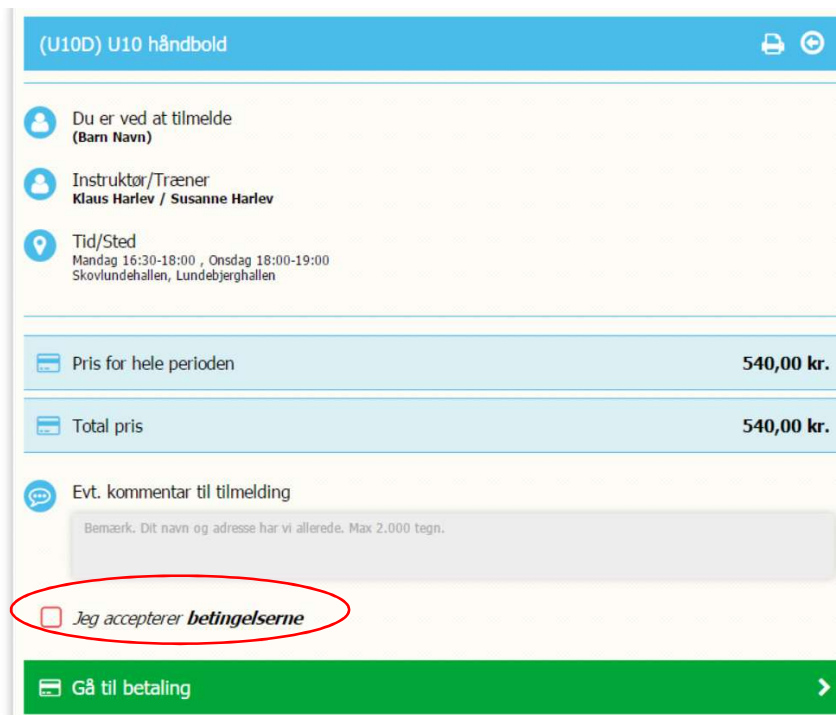 (U10D) U10 håndbold
Du er ved at tilmelde
(Barn Navn)
Instruktør/Træner
Klaus Harlev / Susanne Harlev
Tid/Sted
Mandag 16:30-18:00 , Onsdag 18:00-19:00
Skovlundehallen, Lundebjerghallen
Pris for hele perioden 540,00 kr.
Total pris 540,00 kr.
Evt. kommentar til tilmelding
Bemærk. Dit navn og adresse har vi allerede. Max 2.000 tegn.
Jeg accepterer betingelserne
Gå til betaling